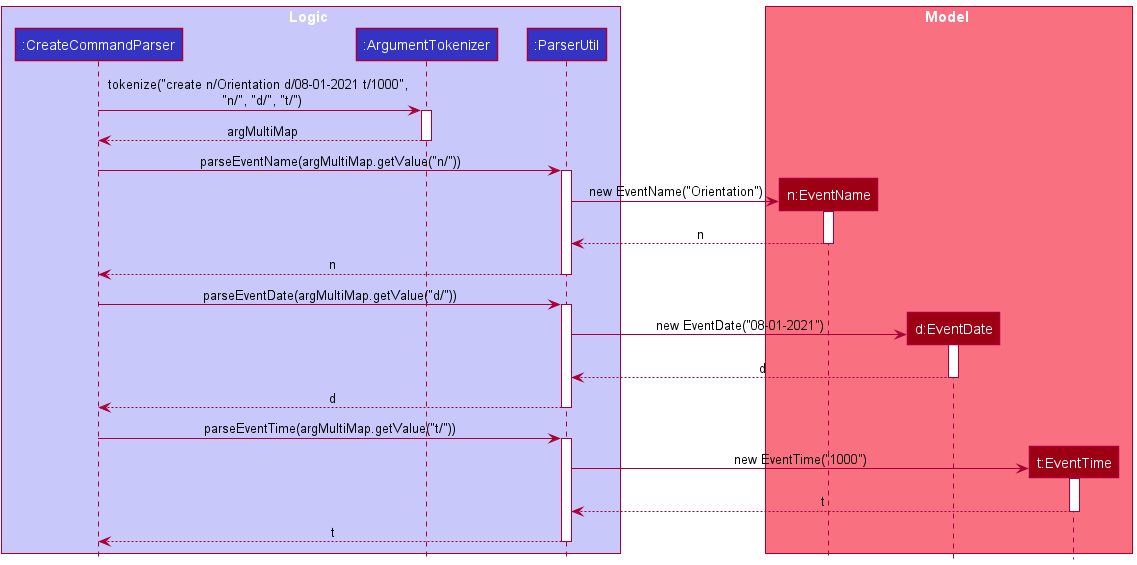 Logic
Model
:CreateCommandParser
:ArgumentTokenizer
:ParserUtil
tokenize("create n/Orientation d/08-01-2021 t/1000",
"n/", "d/", "t/")
argMultiMap
parseEventName(argMultiMap.getValue("n/"))
new EventName("Orientation")
n:EventName
n
n
parseEventDate(argMultiMap.getValue("d/"))
new EventDate("08-01-2021")
d:EventDate
d
d
parseEventTime(argMultiMap.getValue("t/"))
new EventTime("1000")
t:EventTime
t
t